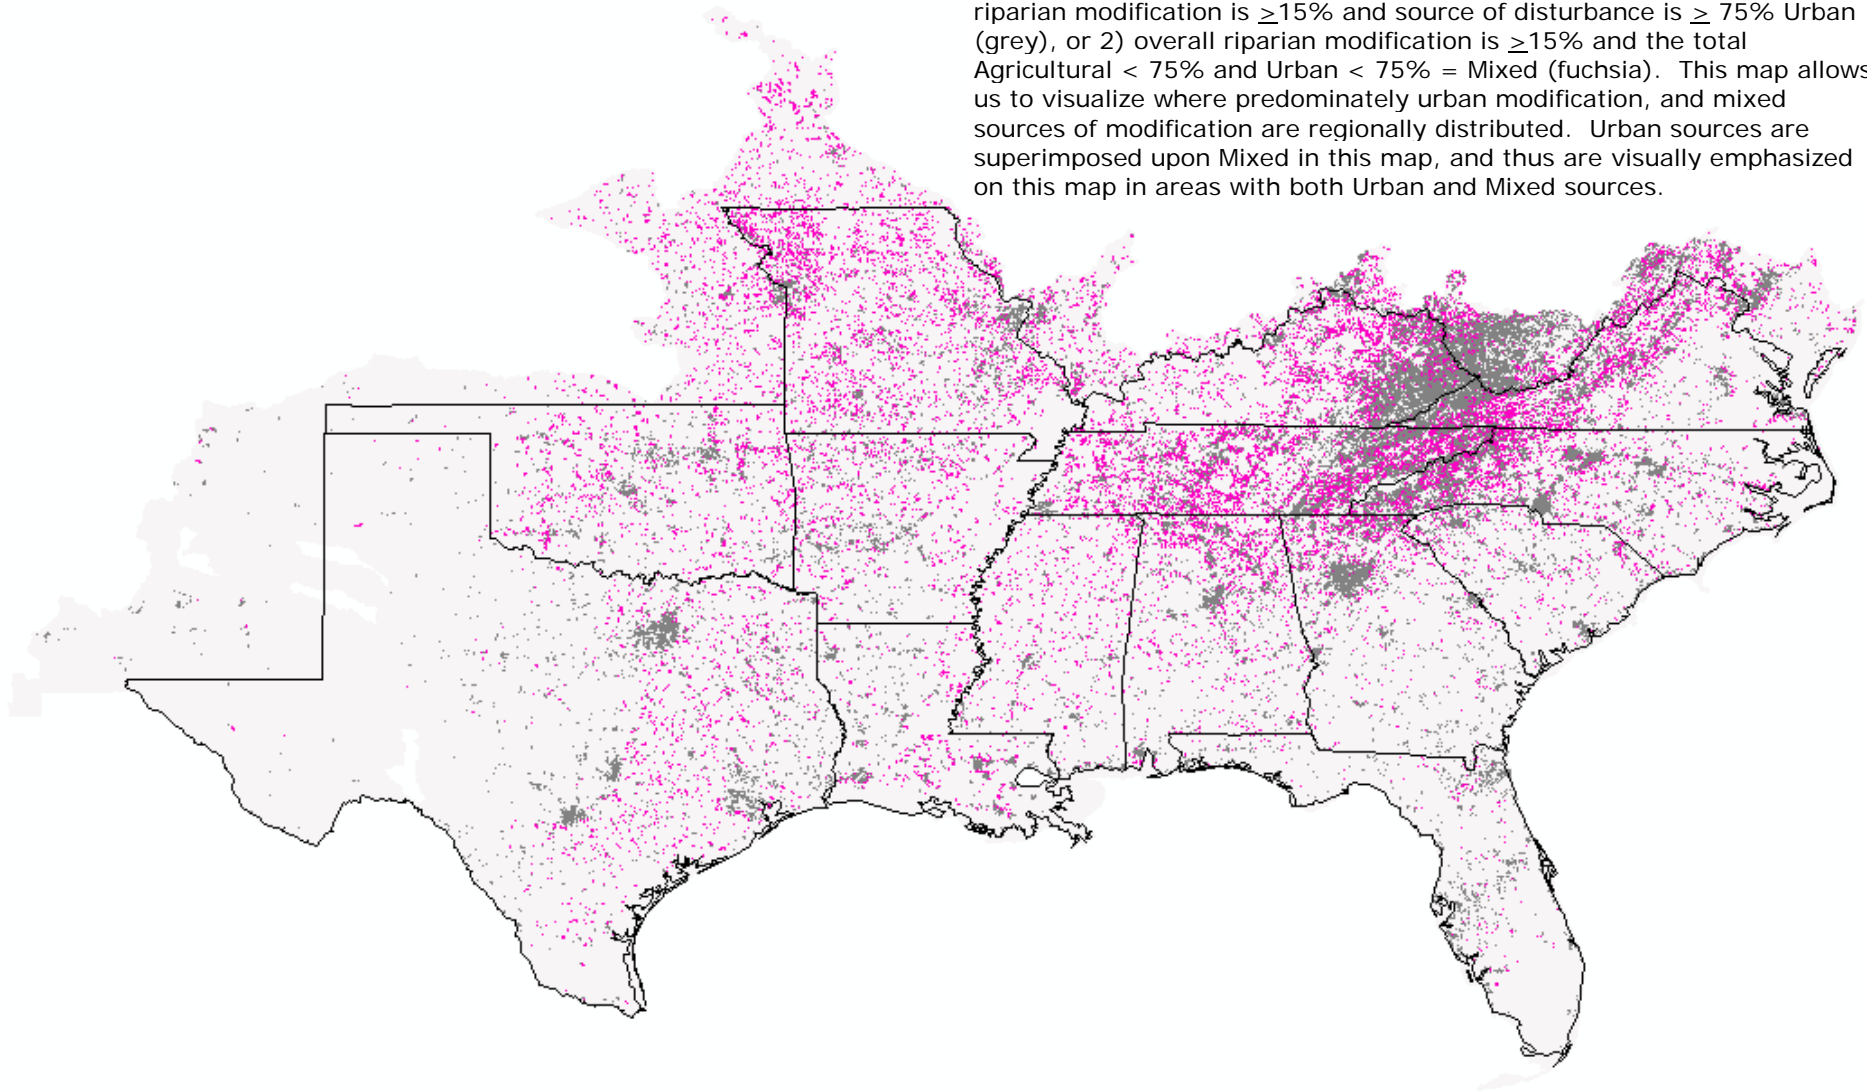 riparian modification is >15% and source of disturbance is > 75% Urban
(grey), or 2) overall riparian modification is >15% and the total
Agricultural < 75% and Urban < 75% = Mixed (fuchsia).  This map allows
us to visualize where predominately urban modification, and mixed
sources of modification are regionally distributed.  Urban sources are
superimposed upon Mixed in this map, and thus are visually emphasized
on this map in areas with both Urban and Mixed sources.